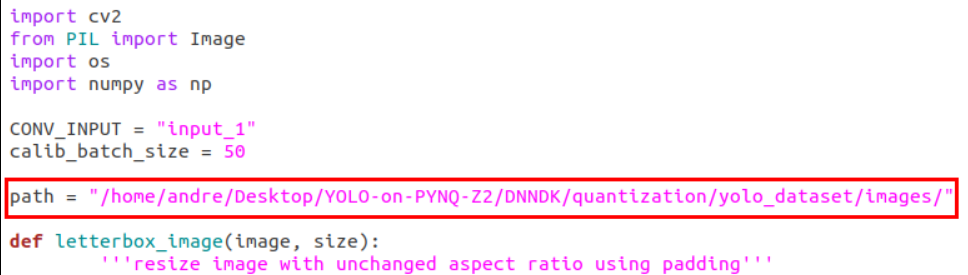 import cv2
from PIL import Image
import os
import numpy as np
CONV_INPUT = "input_1"
calib_batch_size = 50
path = "/home/andre/Desktop/YOLO-on-PYNQ-Z2/DNNDK/quantization/yolo_dataset/images/"
def letterbox_image(image, size):
'''resize image with unchanged aspect ratio using padding'''